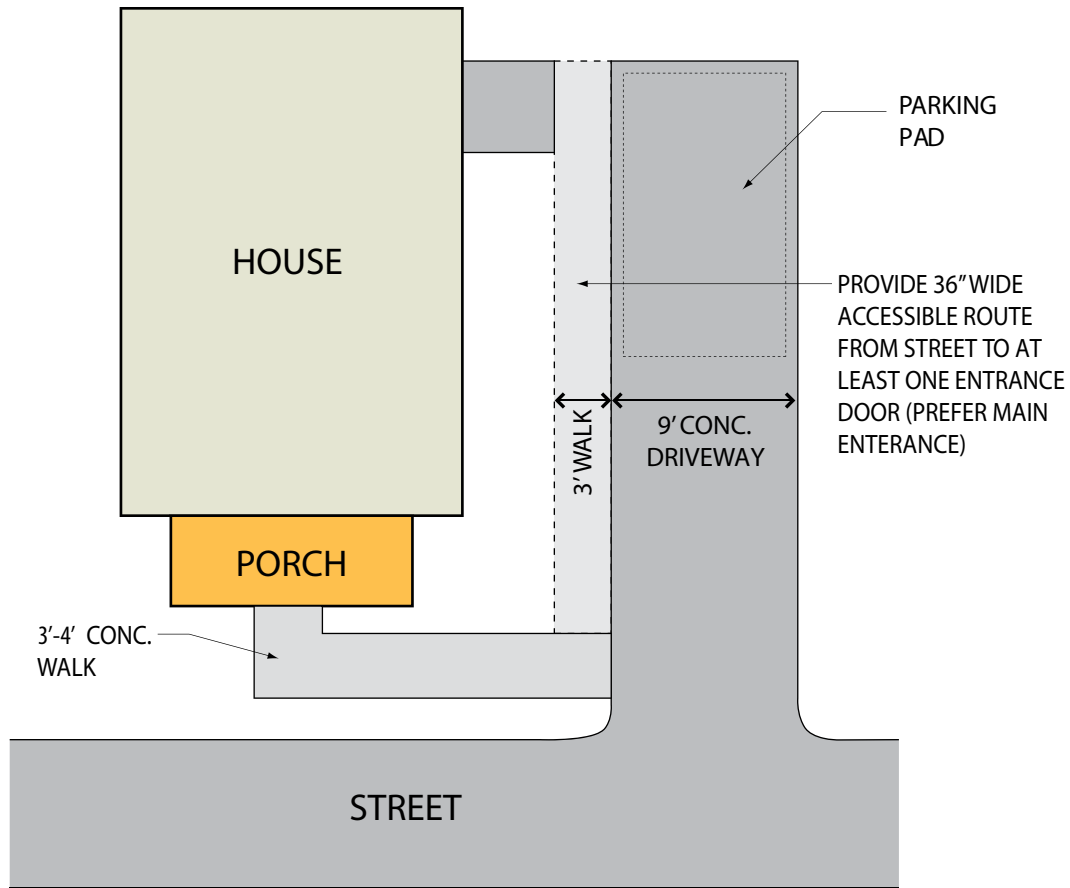 PARKING
PAD
HOUSE
PROVIDE 36" WIDE
ACCESSIBLE ROUTE
FROM STREET TO AT
LEAST ONE ENTRANCE
DOOR (PREFER MAIN
ENTERANCE)
3' WALK
9' CONC.
DRIVEWAY
PORCH
3'-4' CONC.
WALK
STREET